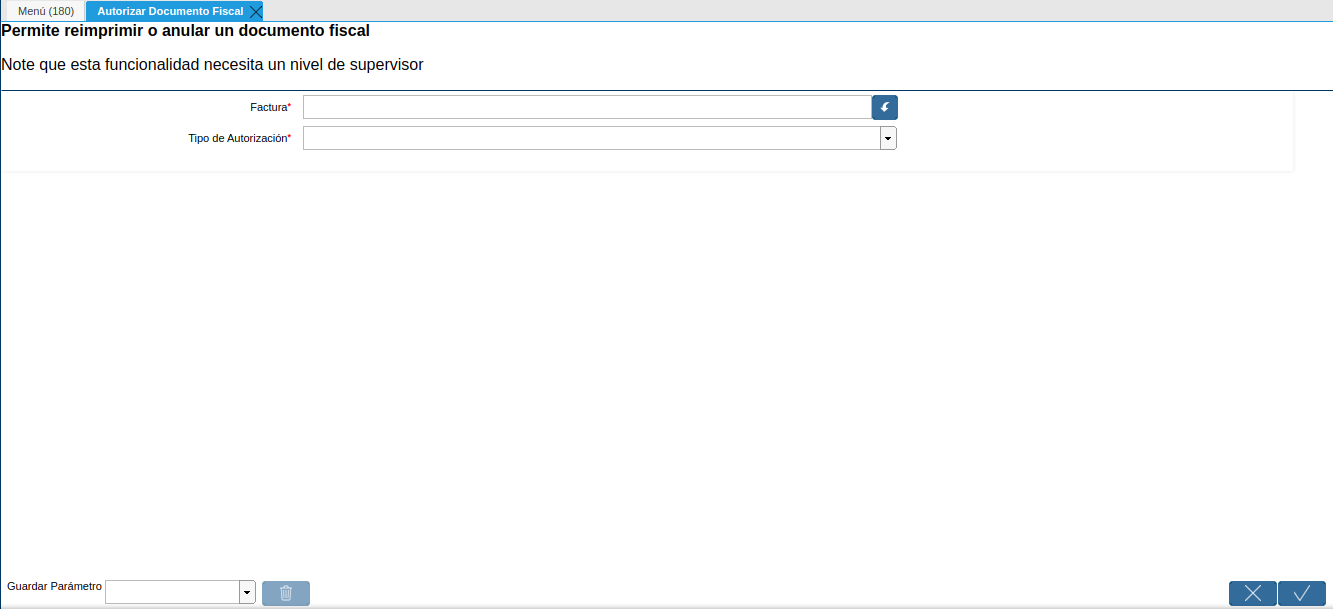 Menú (180)
Autorizar Documento Fiscal
Permite reimprimir o anular un documento fiscal
Note que esta funcionalidad necesita un nivel de supervisor
Factura*
Tipo de Autorización*
Guardar Parámetro